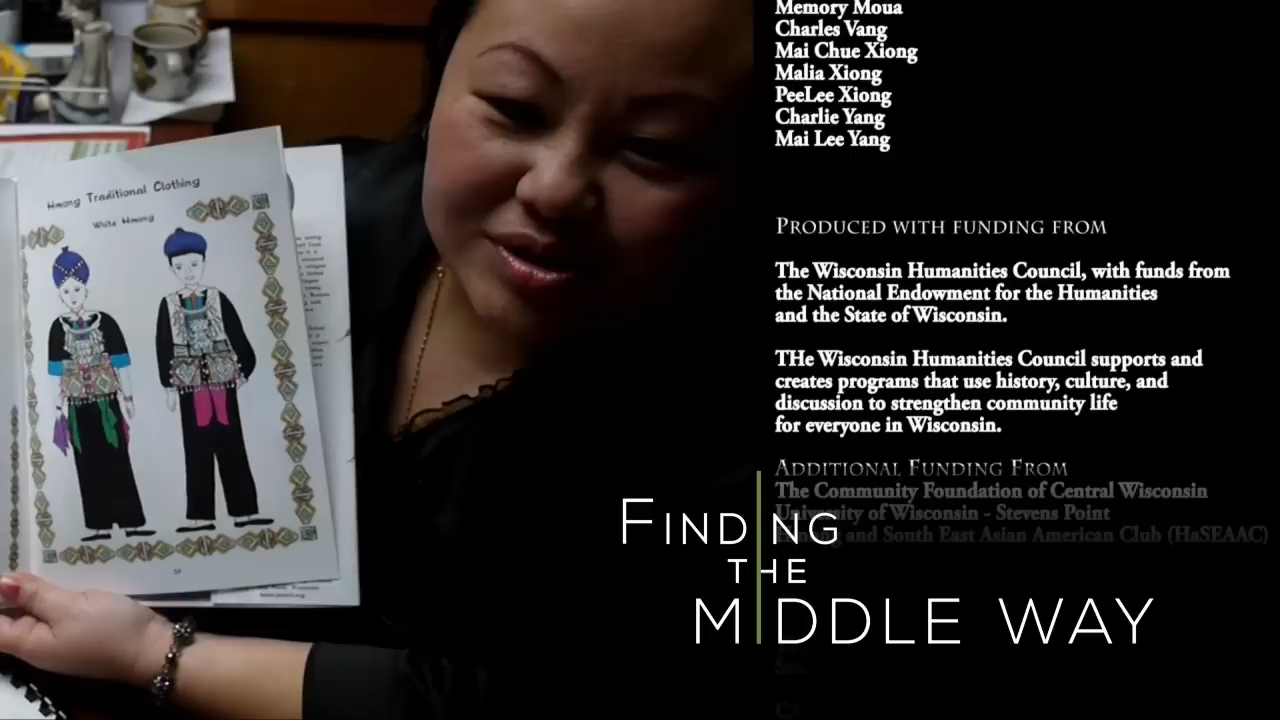 Hmong Traditional Clothing
White Hmong
Memory Moua
Charles Vang
Mai Chue Xiong
Malia Xiong
PeeLee Xiong
Charlie Yang
Mai Lee Yang
PRODUCED WITH FUNDING FROM
The Wisconsin Humanities Council, with funds from
the National Endowment for the Humanities
and the State of Wisconsin.
THe Wisconsin Humanities Council supports and
creates programs that use history, culture, and
discussion to strengthen community life
for everyone in Wisconsin.
ADDITIONAL FUNDING FROM
The Community Foundation of Central Wisconsin
University of Wisconsin - Stevens Point
and South East Asian American Club (HaSEAAC)
FINDING
THE
MIDDLE WAY